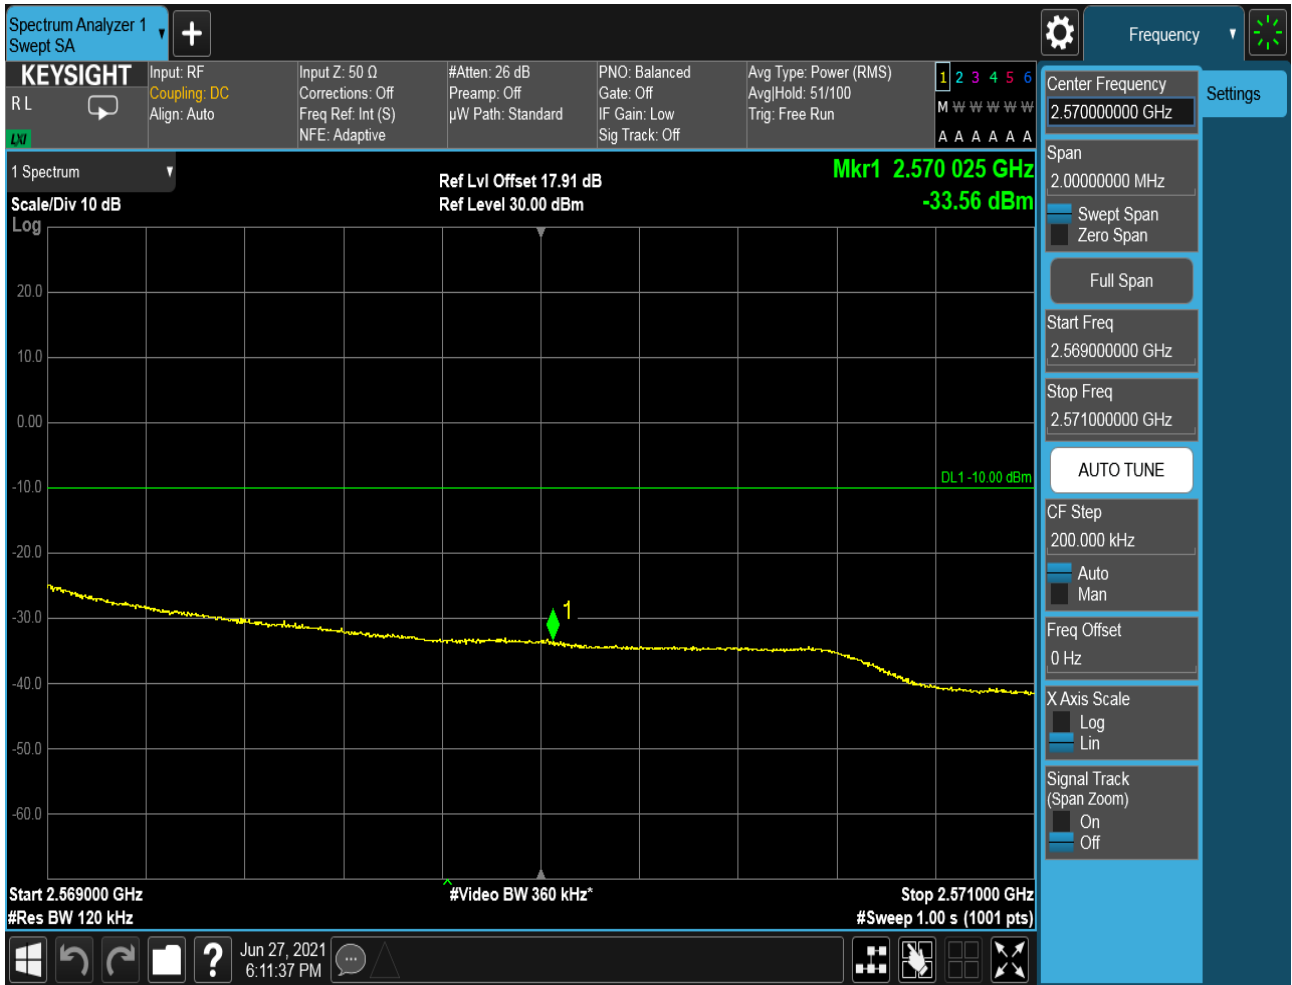 Spectrum Analyzer 1
Swept SA
Frequency
KEYSIGHT
R L
LXI
Input: RF
Coupling: DC
Align: Auto
Input Z: 50 Ω
Corrections: Off
Freq Ref: Int (S)
NFE: Adaptive
#Atten: 26 dB
Preamp: Off
µW Path: Standard
PNO: Balanced
Gate: Off
IF Gain: Low
Sig Track: Off
Avg Type: Power (RMS)
Avg|Hold: 51/100
Trig: Free Run
1 2 3 4 5 6
M W W W W W
A A A A A A
1 Spectrum
Scale/Div 10 dB
Log
Ref Lvl Offset 17.91 dB
Ref Level 30.00 dBm
Mkr1 2.570 025 GHz
-33.56 dBm
20.0
10.0
0.00
-10.0
-20.0
-30.0
-40.0
-50.0
-60.0
DL1 -10.00 dBm
1
Start 2.569000 GHz
#Video BW 360 kHz*
Stop 2.571000 GHz
#Res BW 120 kHz
#Sweep 1.00 s (1001 pts)
?
Jun 27, 2021
6:11:37 PM
Center Frequency
2.570000000 GHz
Settings
Span
2.00000000 MHz
Swept Span
Zero Span
Full Span
Start Freq
2.569000000 GHz
Stop Freq
2.571000000 GHz
AUTO TUNE
CF Step
200.000 kHz
Auto
Man
Freq Offset
0 Hz
X Axis Scale
Log
Lin
Signal Track
(Span Zoom)
On
Off